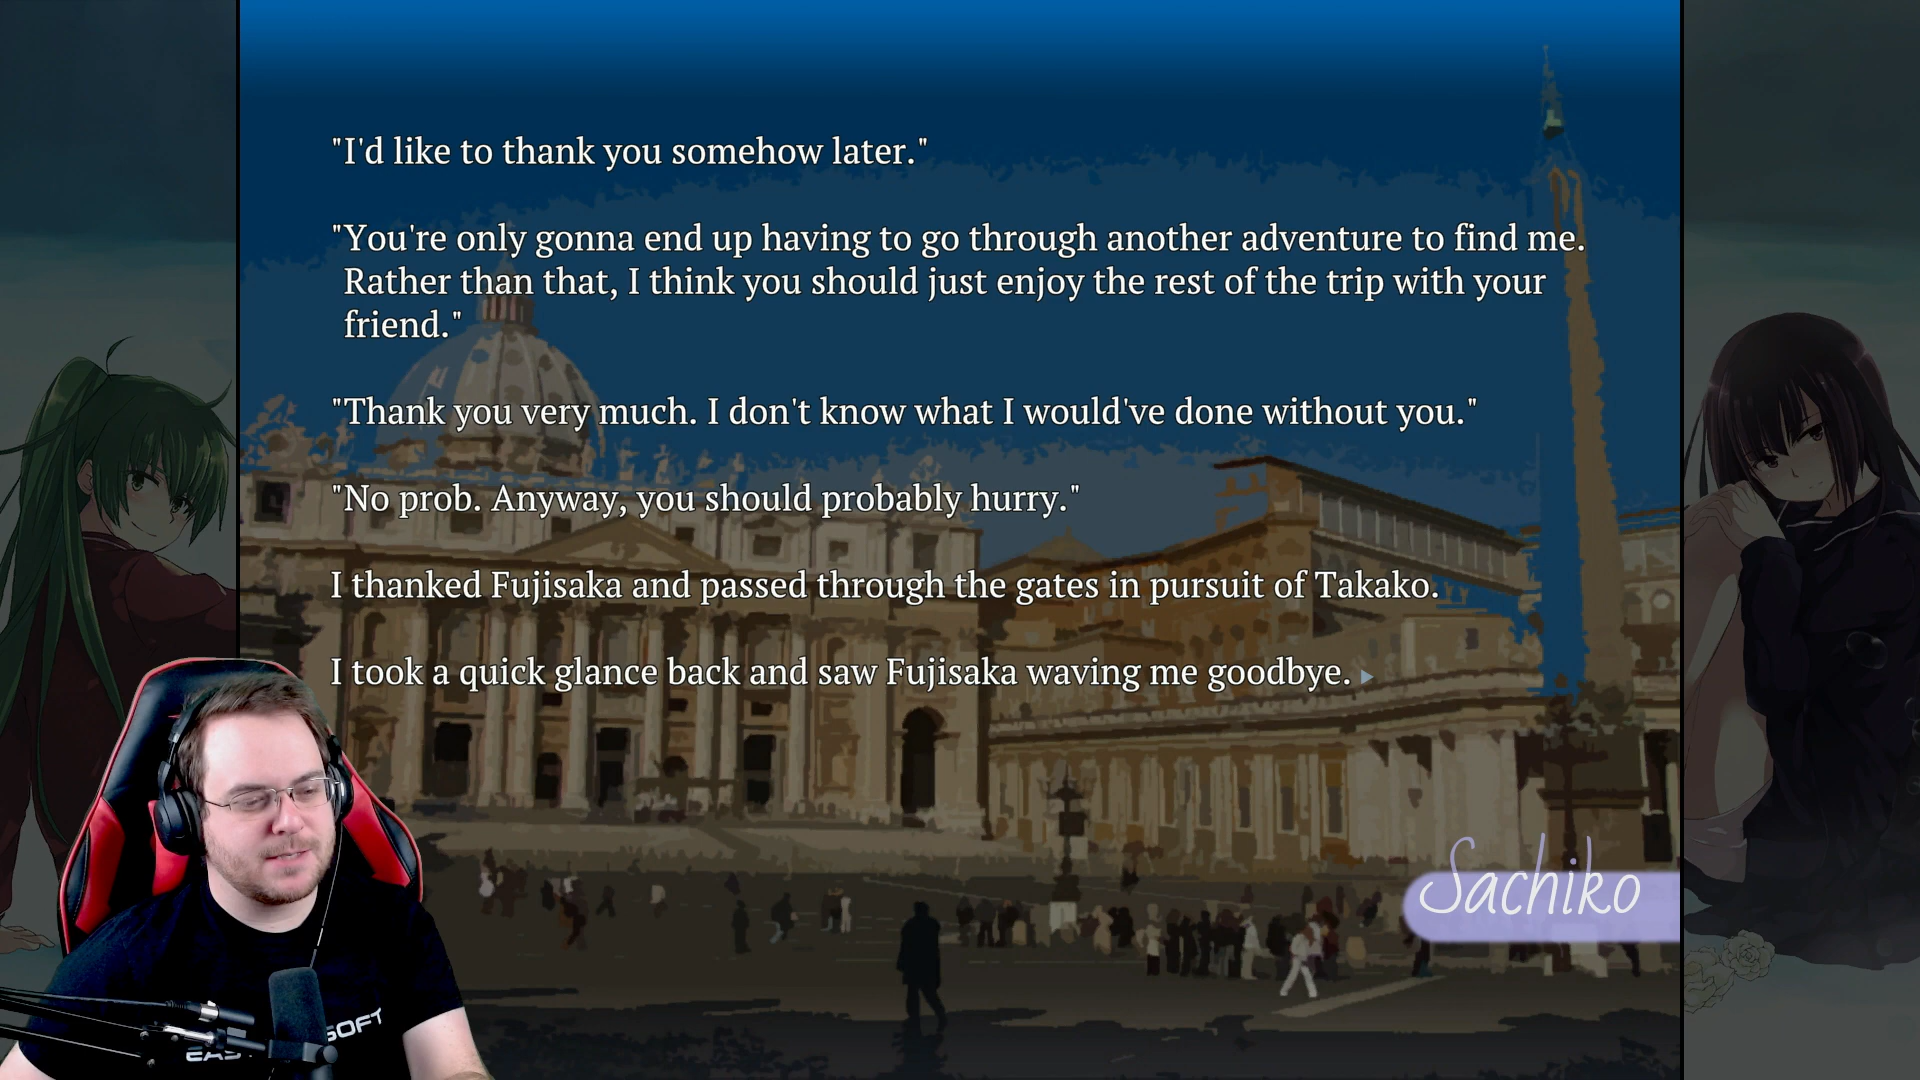 "I'd like to thank you somehow later."
"You're only gonna end up having to go through another adventure to find me.
Rather than that, I think you should just enjoy the rest of the trip with your
friend."
"Thank you very much. I don't know what I would've done without you."
"No prob. Anyway, you should probably hurry."
I thanked Fujisaka and passed through the gates in pursuit of Takako.
I took a quick glance back and saw Fujisaka waving me goodbye.
Sachiko